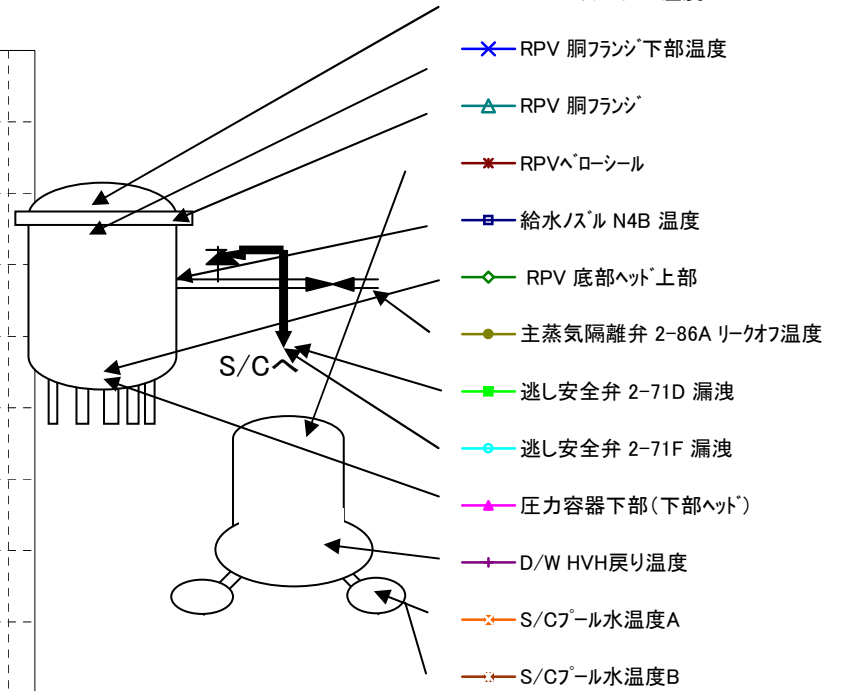 RPV 胴ﾌﾗﾝｼﾞ下部温度
RPV 胴ﾌﾗﾝｼﾞ
RPVﾍﾞﾛｰｼｰﾙ
給水ﾉｽﾞﾙ N4B 温度
RPV 底部ﾍｯﾄﾞ上部
主蒸気隔離弁 2-86A ﾘｰｸｵﾌ温度
逃し安全弁 2-71D 漏洩
逃し安全弁 2-71F 漏洩
圧力容器下部(下部ﾍｯﾄﾞ)
D/W HVH戻り温度
S/Cﾌﾟｰﾙ水温度A
S/Cﾌﾟｰﾙ水温度B
S/Cへ